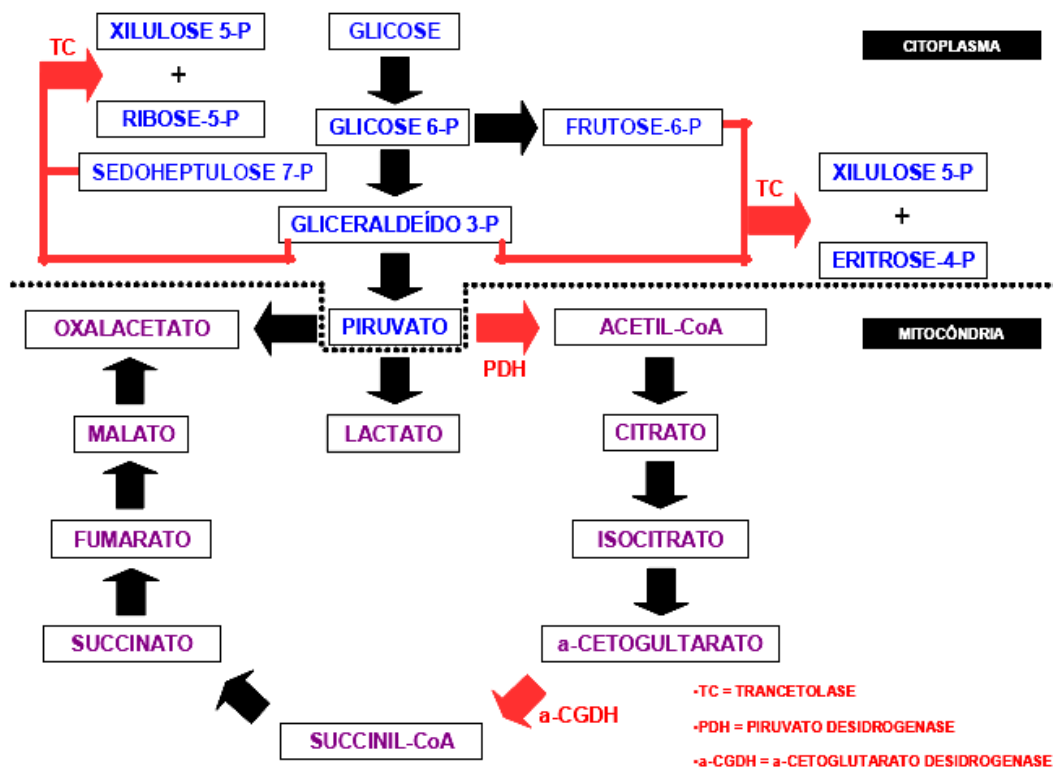 XILULOSE 5-P
GLICOSE
TC
CITOPLASMA
+
RIBOSE-5-P
GLICOSE 6-P
FRUTOSE-6-P
SEDOHEPTULOSE 7-P
XILULOSE 5-P
TC
GLICERALDEÍDO 3-P
+
ERITROSE-4-P
OXALACETATO
PIRUVATO
ACETIL-CoA
MITOCÔNDRIA
PDH
MALATO
LACTATO
CITRATO
FUMARATO
ISOCITRATO
SUCCINATO
a-CETOGULTARATO
a-CGDH
SUCCINIL-CoA
•TC = TRANCETOLASE
•PDH = PIRUVATO DESIDROGENASE
•a-CGDH = a-CETOGLUTARATO DESIDROGENASE